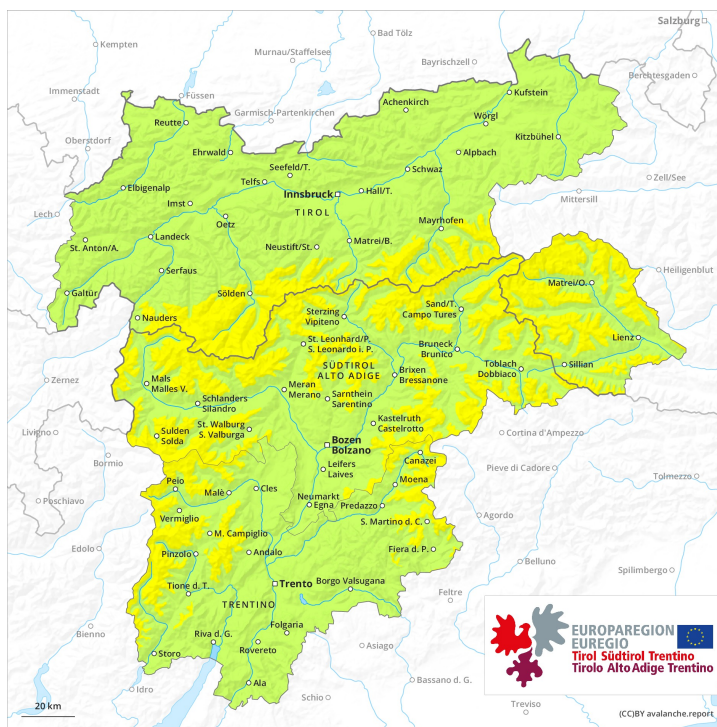 Salzburg
Kempten
Bad Tölz
Murnau/Staffelsee
Bayrischzell
Berchtesgaden
Immenstadt
Füssen
Garmisch-Partenkirchen
Achenkirch
Kufstein
Wörgl
Reutte
Oberstdorf
Ehrwald
Kitzbühel
Alpbach
Seefeld/T.
Schwaz
Telfs
Zell/See
Elbigenalp
Innsbruck
Hall/T.
Mittersill
Imst
TIROL
Lech
Oetz
Mayrhofen
Landeck
St. Anton/A.
Neustift/St.
Matrei/B.
Serfaus
Heiligenblut
Galtür
Sölden
Matrei/O.
Nauders
Sterzing
Vipiteno
Sand/T.
Campo Tures
St. Leonhard/P.
S. Leonardo i. P.
Lienz
Bruneck
Brunico
Sillian
Toblach
Dobbiaco
SÜDTIROL
ALTO ADIGE
Brixen
Bressanone
Zernez
Mals
Malles V.
Meran
Merano
Sarnthein
Sarentino
Schlanders
Silandro
St. Walburg
S. Valburga
Kastelruth
Castelrotto
Livigno
Sulden
Solda
Cortina d'Ampezzo
Bozen
Bolzano
Bormio
Canazei
Pieve di Cadore
Leifers
Laives
Tolmezzo
Peio
Malè
Cles
Moena
Poschiavo
Neumarkt
Egna
Predazzo
Vermiglio
Agordo
S. Martino d. C.
M. Campiglio
Edolo
Pinzolo
Andalo
Fiera d. P.
Belluno
Spilimbergo
Tione d. T.
Trento
Borgo Valsugana
Feltre
TRENTINO
Folgaria
Bienno
Riva d. G.
Rovereto
Asiago
Storo
Bassano d. G.
Idro
Ala
Schio
Treviso
20 km
EUROPAREGION
EUREGIO
Tirol Südtirol Trentino
Tirolo Alto Adige Trentino
(CC)BY avalanche.report